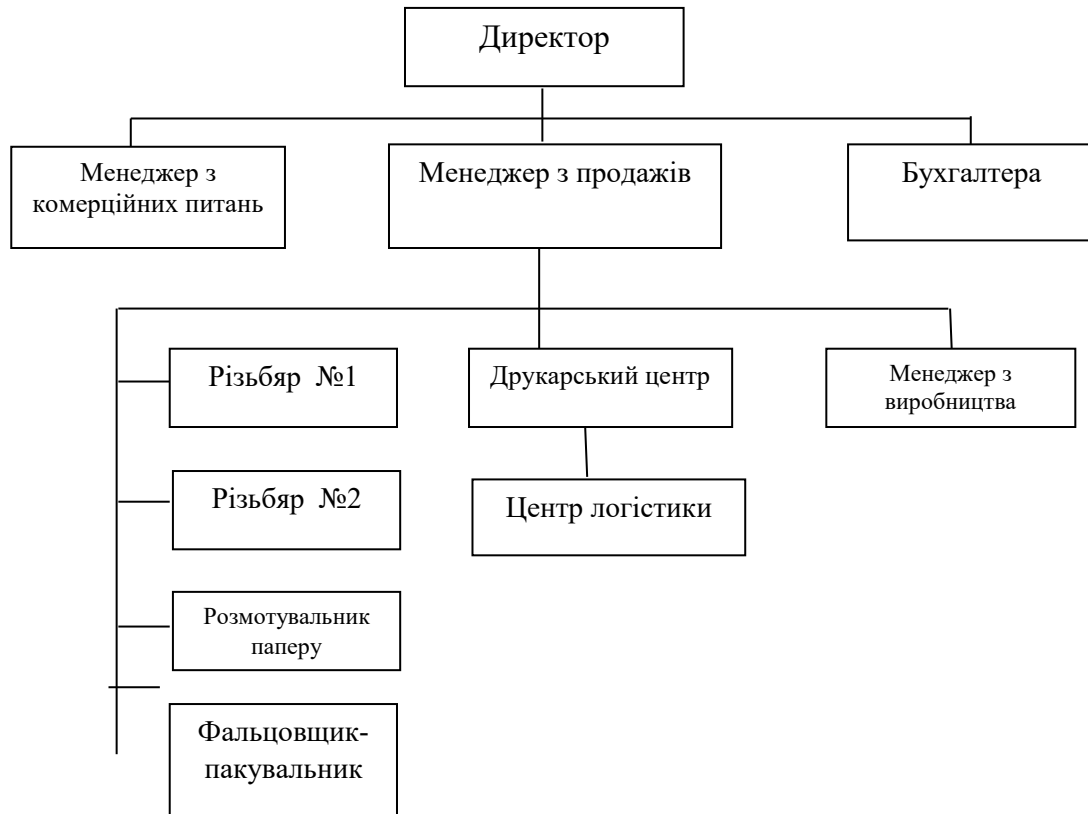 Директор
Менеджер з
комерційних питань
Менеджер з продажів
Бухгалтера
Різьбяр №1
Друкарський центр
Менеджер з
виробництва
Різьбяр №2
Центр логістики
Розмотувальник
паперу
Фальцовщик-
пакувальник